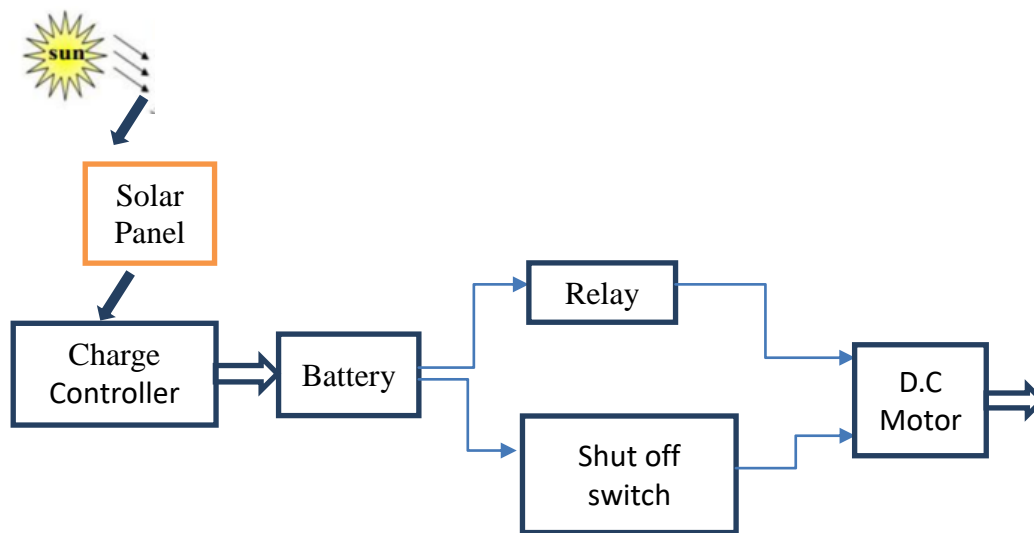 sun
Solar
Panel
Charge
Controller
Battery
Relay
Shut off
switch
D.C
Motor